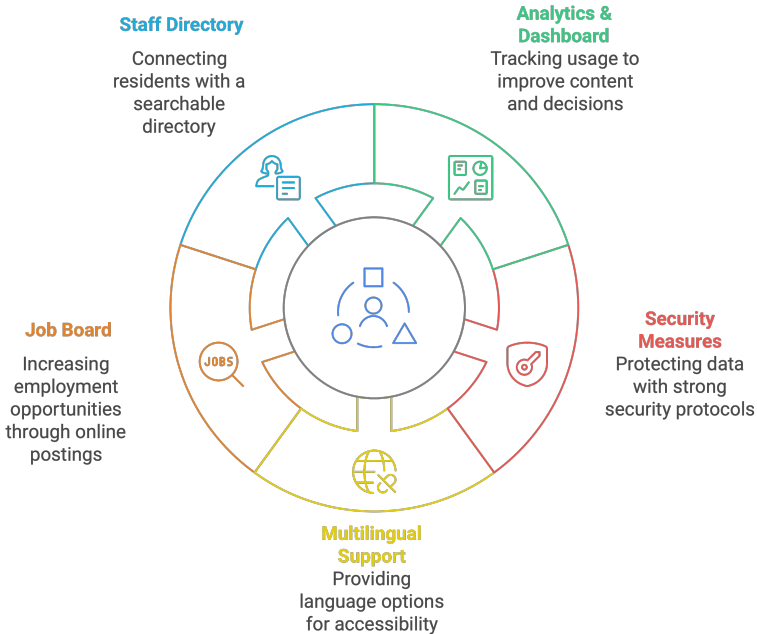 Staff Directory
Connecting
residents with a
searchable
directory
Analytics &
Dashboard
Tracking usage to
improve content
and decisions
Job Board
Increasing
employment
opportunities
through online
postings
JOBS
Security
Measures
Protecting data
with strong
security protocols
Multilingual
Support
Providing
language options
for accessibility